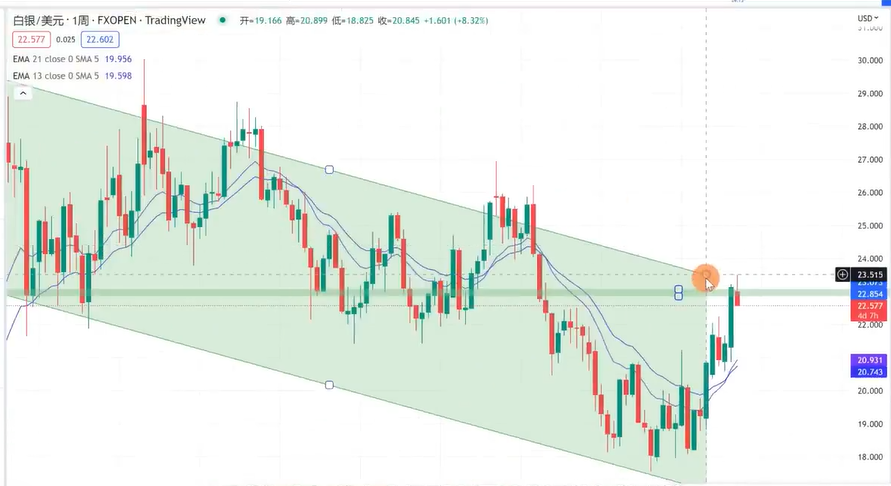 白银/美元 · 1周 · FXOPEN · TradingView 开=19.166 高=20.899 低=18.825 收=20.845 +1.601 (+8.32%)
22.577 0.025 22.602
EMA 21 close 0 SMA 5 19.956
EMA 13 close 0 SMA 5 19.598
USD
31.000
30.000
29.000
28.000
27.000
26.000
25.000
24.000
23.515
22.854
22.577
4d 7h
22.000
20.931
20.743
20.000
19.000
18.000